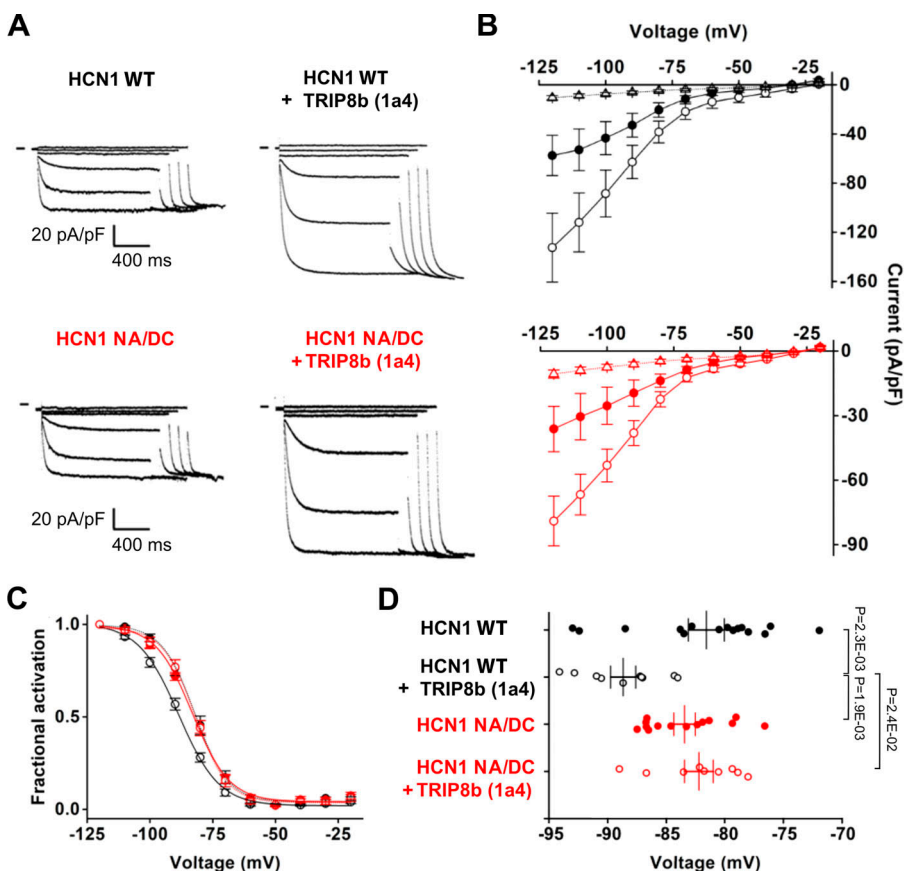 A
HCN1 WT
HCN1 WT
+ TRIP8b (1a4)
20 pA/pF
400 ms
HCN1 NA/DC
HCN1 NA/DC
+ TRIP8b (1a4)
20 pA/pF
400 ms
B
Voltage (mV)
-125 -100 -75 -50 -25
0
-40
-80
-120
-160
Current (pA/pF)
-125 -100 -75 -50 -25
0
-30
-60
-90
C
Fractional activation
1.0
0.5
0.0
-125 -100 -75 -50 -25
Voltage (mV)
D
HCN1 WT
HCN1 WT
+ TRIP8b (1a4)
HCN1 NA/DC
HCN1 NA/DC
+ TRIP8b (1a4)
P=2.3E-03
P=1.9E-03
P=2.4E-02
-95 -90 -85 -80 -75 -70
Voltage (mV)